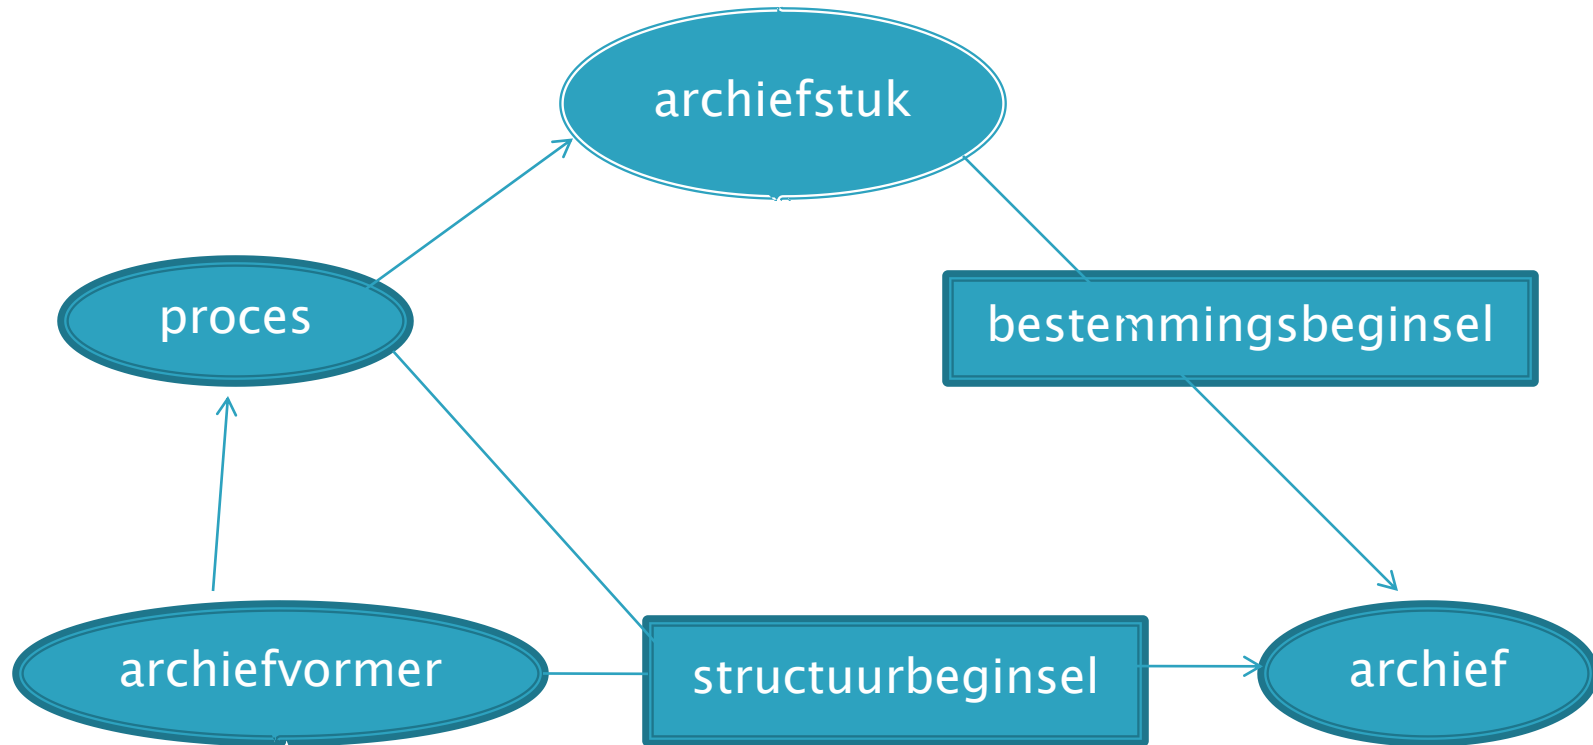 archiefstuk
proces
bestemmingsbeginsel
archiefvormer
structuurbeginsel
archief